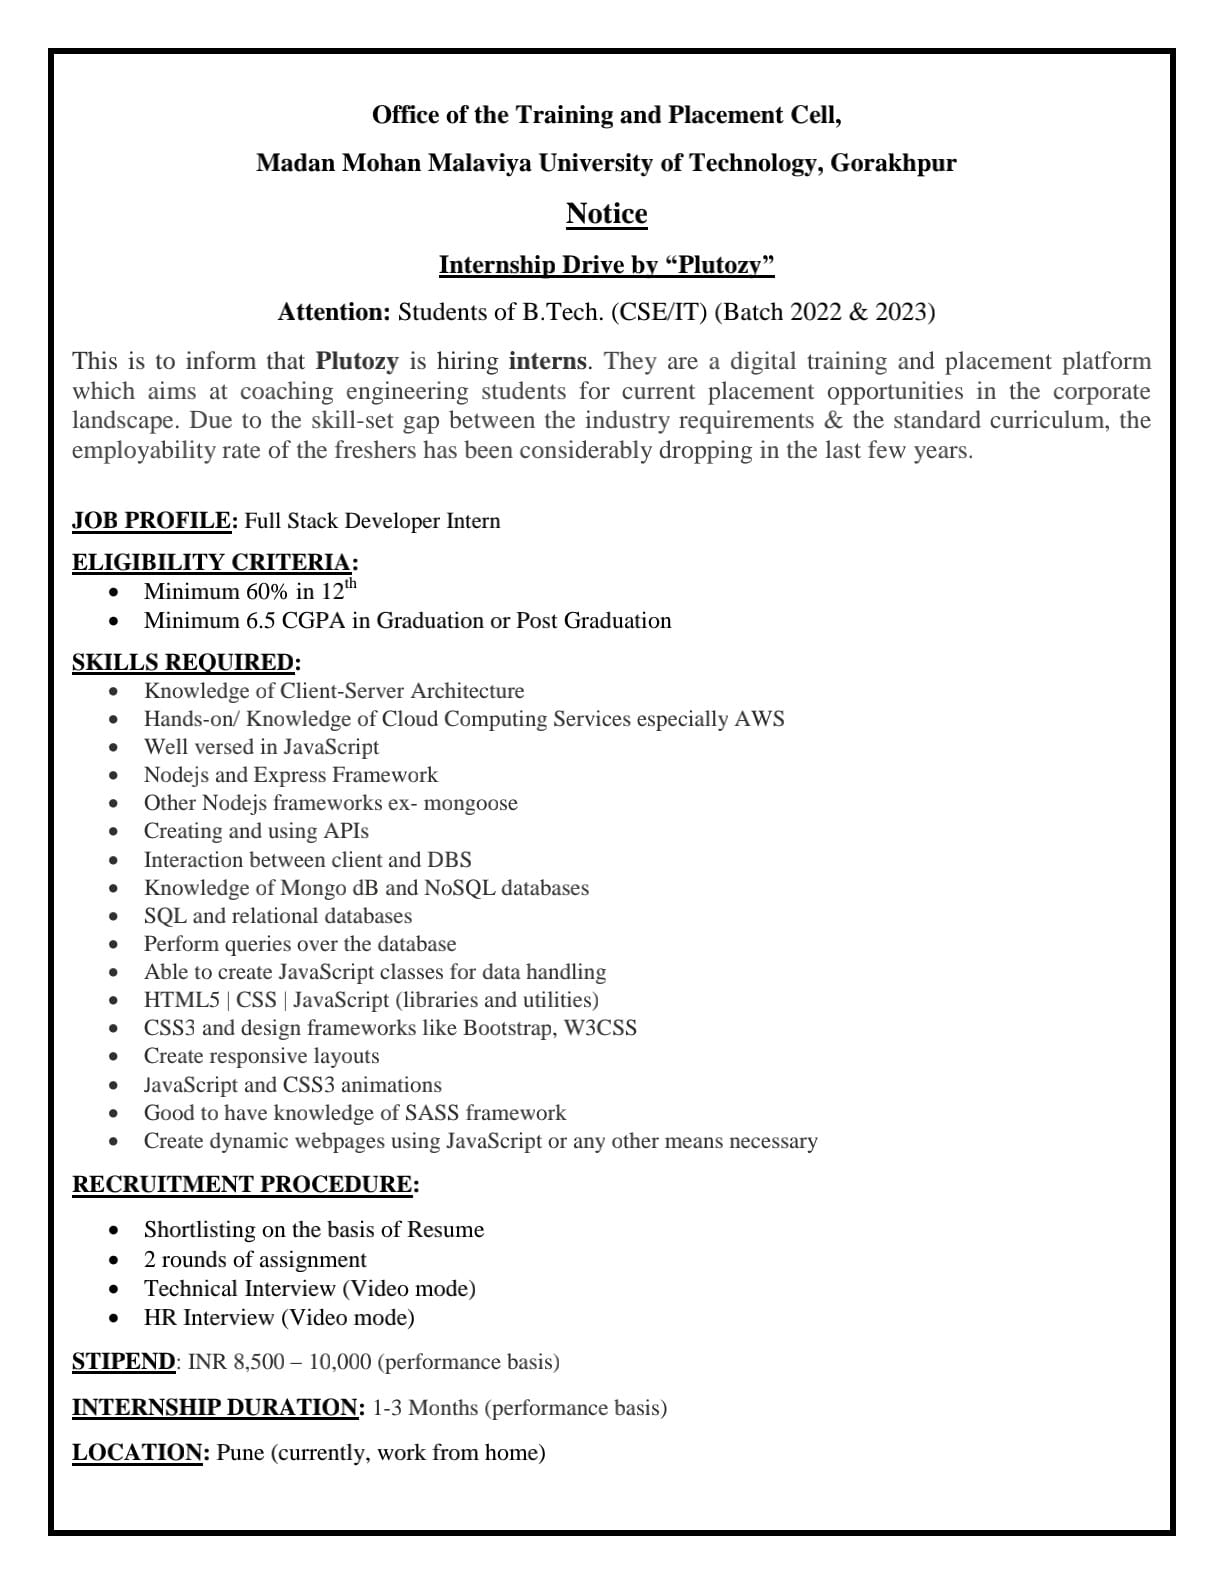 Office of the Training and Placement Cell,
Madan Mohan Malaviya University of Technology, Gorakhpur
Notice
Internship Drive by “Plutozy”
Attention: Students of B.Tech. (CSE/IT) (Batch 2022 & 2023)
This is to inform that Plutozy is hiring interns. They are a digital training and placement platform
which aims at coaching engineering students for current placement opportunities in the corporate
landscape. Due to the skill-set gap between the industry requirements & the standard curriculum, the
employability rate of the freshers has been considerably dropping in the last few years.
JOB PROFILE: Full Stack Developer Intern
ELIGIBILITY CRITERIA:
• Minimum 60% in 12th
• Minimum 6.5 CGPA in Graduation or Post Graduation
SKILLS REQUIRED:
• Knowledge of Client-Server Architecture
• Hands-on/ Knowledge of Cloud Computing Services especially AWS
• Well versed in JavaScript
• Nodejs and Express Framework
• Other Nodejs frameworks ex- mongoose
• Creating and using APIs
• Interaction between client and DBS
• Knowledge of Mongo dB and NoSQL databases
• SQL and relational databases
• Perform queries over the database
• Able to create JavaScript classes for data handling
• HTML5 | CSS | JavaScript (libraries and utilities)
• CSS3 and design frameworks like Bootstrap, W3CSS
• Create responsive layouts
• JavaScript and CSS3 animations
• Good to have knowledge of SASS framework
• Create dynamic webpages using JavaScript or any other means necessary
RECRUITMENT PROCEDURE:
• Shortlisting on the basis of Resume
• 2 rounds of assignment
• Technical Interview (Video mode)
• HR Interview (Video mode)
STIPEND: INR 8,500 – 10,000 (performance basis)
INTERNSHIP DURATION: 1-3 Months (performance basis)
LOCATION: Pune (currently, work from home)